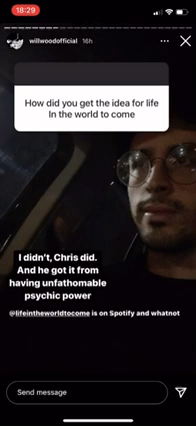 18:29
willwoodofficial 16h
How did you get the idea for life
In the world to come
I didn't, Chris did.
And he got it from
having unfathomable
psychic power
@lifeintheworldtocome is on Spotify and whatnot
Send message